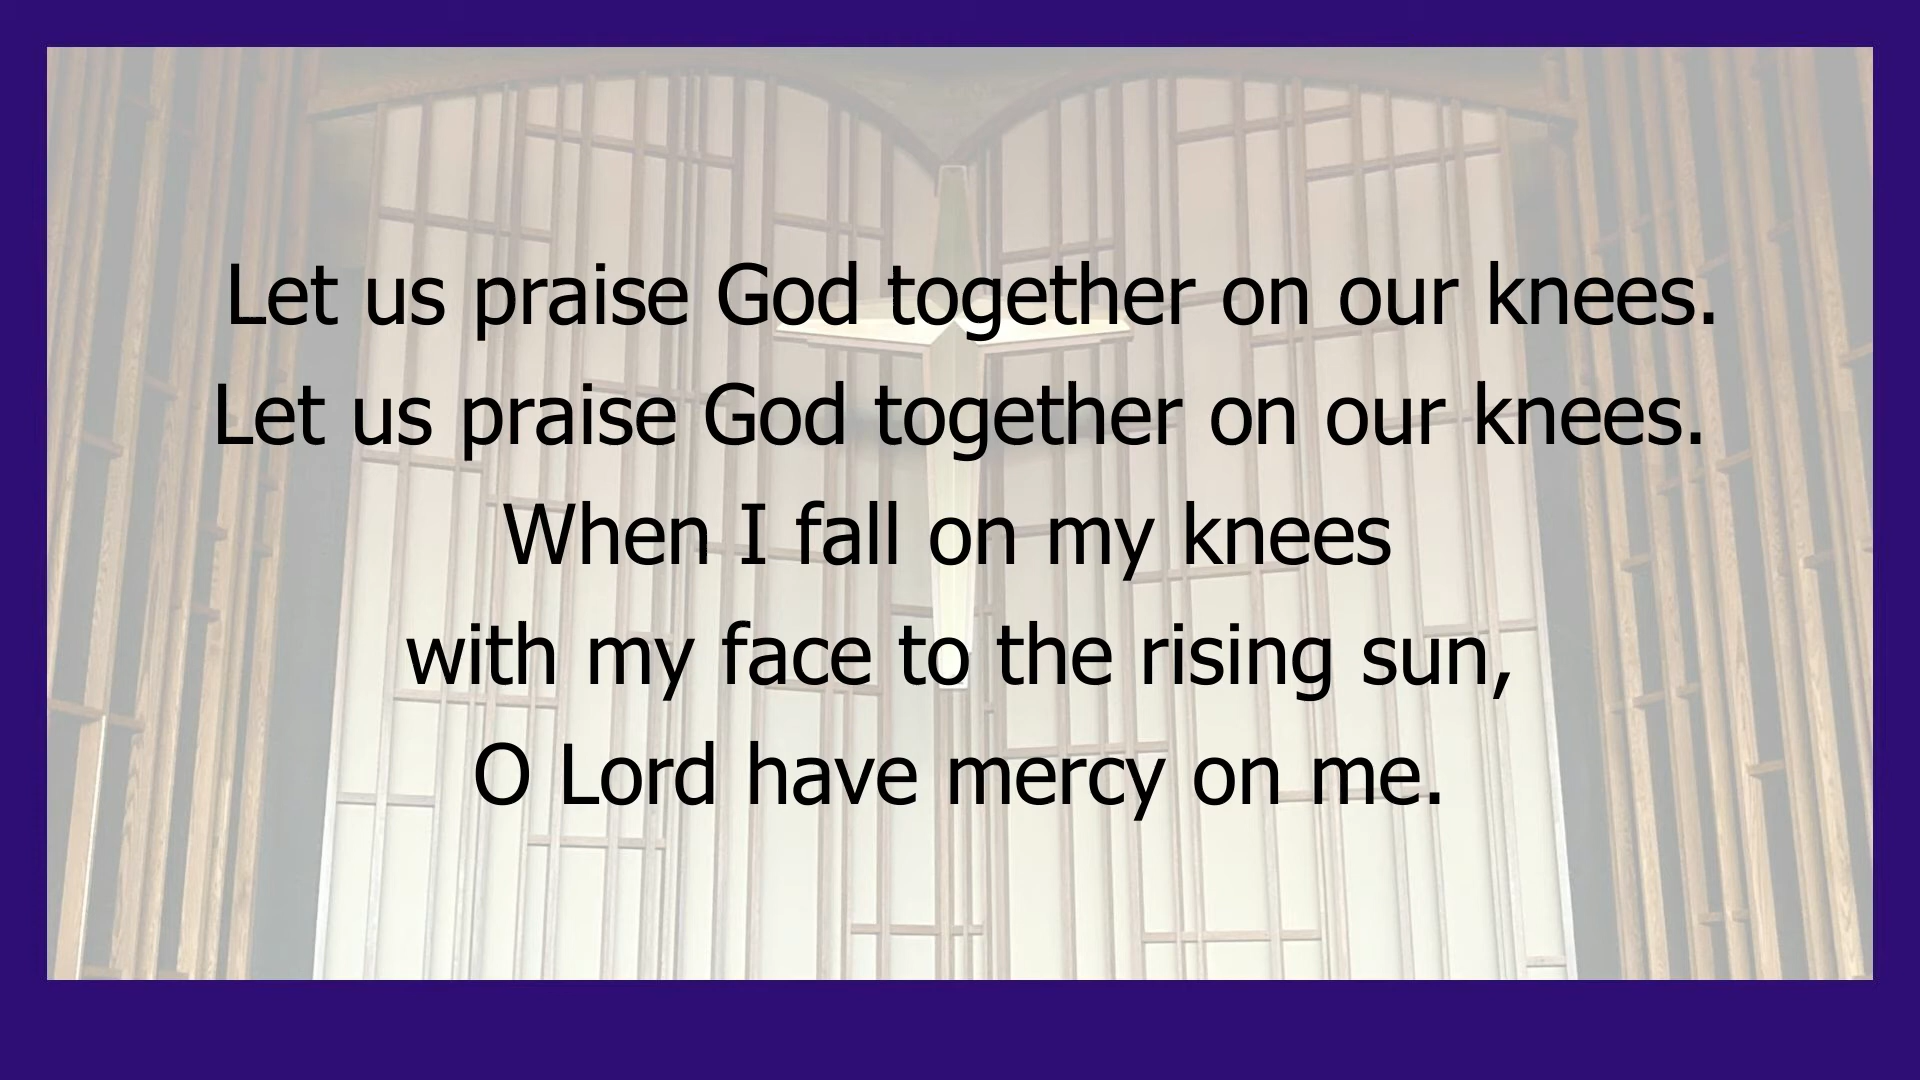 Let us praise God together on our knees.
Let us praise God together on our knees.
When I fall on my knees
with my face to the rising sun,
O Lord have mercy on me.